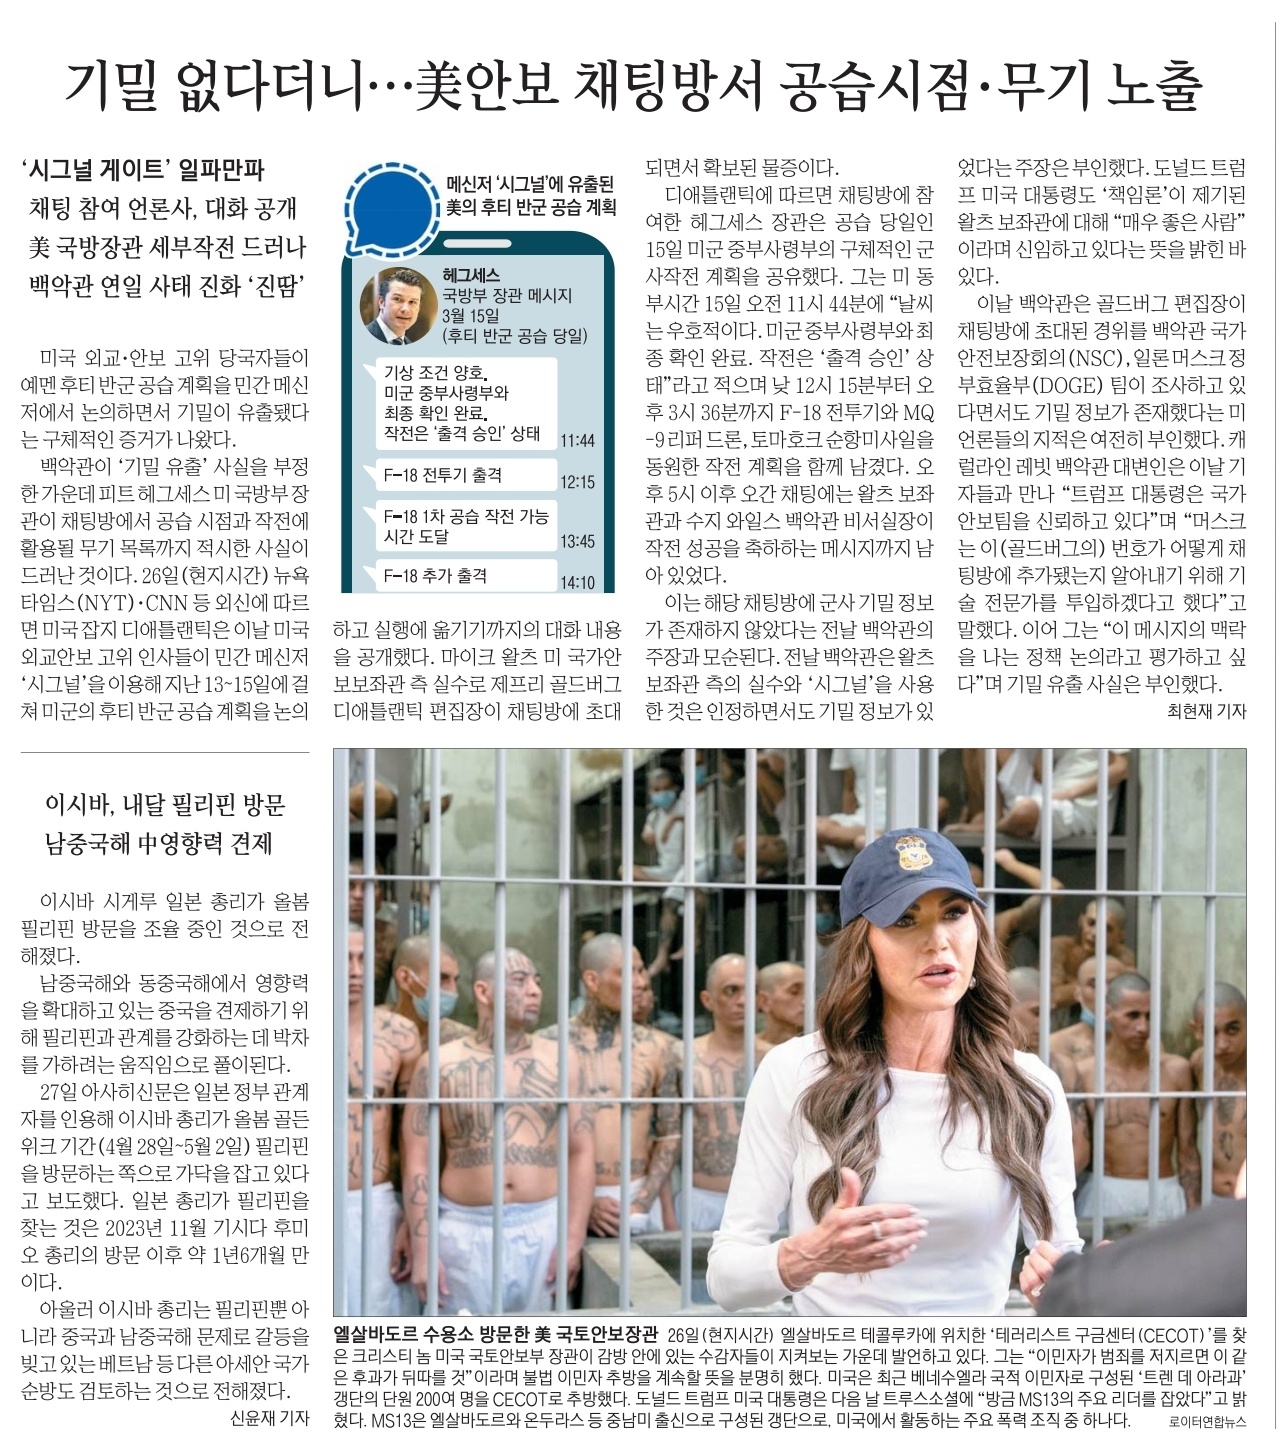 기밀 없다더니…美안보 채팅방서 공습시점·무기 노출
‘시그널 게이트’ 일파만파
채팅 참여 언론사, 대화 공개
美 국방장관 세부작전 드러나
백악관 연일 사태 진화 ‘진땀’
미국 외교·안보 고위 당국자들이
예멘 후티 반군 공습 계획을 민간 메신
저에서 논의하면서 기밀이 유출됐다
는 구체적인 증거가 나왔다.
백악관이 ‘기밀 유출’ 사실을 부정
한 가운데 피트 헤그세스 미 국방부 장
관이 채팅방에서 공습 시점과 작전에
활용될 무기 목록까지 적시한 사실이
드러난 것이다. 26일(현지시간) 뉴욕
타임스(NYT)·CNN 등 외신에 따르
면 미국 잡지 디애틀랜틱은 이날 미국
외교안보 고위 인사들이 민간 메신저
‘시그널’을 이용해 지난 13~15일에 걸
쳐 미군의 후티 반군 공습 계획을 논의
메신저 ‘시그널’에 유출된
美의 후티 반군 공습 계획
헤그세스
국방부 장관 메시지
3월 15일
(후티 반군 공습 당일)
기상 조건 양호.
미군 중부사령부와
최종 확인 완료.
작전은 ‘출격 승인’ 상태 11:44
F-18 전투기 출격 12:15
F-18 1차 공습 작전 가능
시간 도달 13:45
F-18 추가 출격 14:10
하고 실행에 옮기기까지의 대화 내용
을 공개했다. 마이크 왈츠 미 국가안
보보좌관 측 실수로 제프리 골드버그
디애틀랜틱 편집장이 채팅방에 초대
되면서 확보된 물증이다.
디애틀랜틱에 따르면 채팅방에 참
여한 헤그세스 장관은 공습 당일인
15일 미군 중부사령부의 구체적인 군
사작전 계획을 공유했다. 그는 미 동
부시간 15일 오전 11시 44분에 “날씨
는 우호적이다. 미군 중부사령부와 최
종 확인 완료. 작전은 ‘출격 승인’ 상
태”라고 적으며 낮 12시 15분부터 오
후 3시 36분까지 F-18 전투기와 MQ
-9 리퍼 드론, 토마호크 순항미사일을
동원한 작전 계획을 함께 남겼다. 오
후 5시 이후 오간 채팅에는 왈츠 보좌
관과 수지 와일스 백악관 비서실장이
작전 성공을 축하하는 메시지까지 남
아 있었다.
이는 해당 채팅방에 군사 기밀 정보
가 존재하지 않았다는 전날 백악관의
주장과 모순된다. 전날 백악관은 왈츠
보좌관 측의 실수와 ‘시그널’을 사용
한 것은 인정하면서도 기밀 정보가 있
었다는 주장은 부인했다. 도널드 트럼
프 미국 대통령도 ‘책임론’이 제기된
왈츠 보좌관에 대해 “매우 좋은 사람”
이라며 신임하고 있다는 뜻을 밝힌 바
있다.
이날 백악관은 골드버그 편집장이
채팅방에 초대된 경위를 백악관 국가
안전보장회의(NSC), 일론 머스크 정
부효율부(DOGE) 팀이 조사하고 있
다면서도 기밀 정보가 존재했다는 미
언론들의 지적은 여전히 부인했다. 캐
럴라인 레빗 백악관 대변인은 이날 기
자들과 만나 “트럼프 대통령은 국가
안보팀을 신뢰하고 있다”며 “머스크
는 이(골드버그의) 번호가 어떻게 채
팅방에 추가됐는지 알아내기 위해 기
술 전문가를 투입하겠다고 했다”고
말했다. 이어 그는 “이 메시지의 맥락
을 나는 정책 논의라고 평가하고 싶
다”며 기밀 유출 사실은 부인했다.
최현재 기자
이시바, 내달 필리핀 방문
남중국해 中영향력 견제
이시바 시게루 일본 총리가 올봄
필리핀 방문을 조율 중인 것으로 전
해졌다.
남중국해와 동중국해에서 영향력
을 확대하고 있는 중국을 견제하기 위
해 필리핀과 관계를 강화하는 데 박차
를 가하려는 움직임으로 풀이된다.
27일 아사히신문은 일본 정부 관계
자를 인용해 이시바 총리가 올봄 골든
위크 기간(4월 28일~5월 2일) 필리핀
을 방문하는 쪽으로 가닥을 잡고 있다
고 보도했다. 일본 총리가 필리핀을
찾는 것은 2023년 11월 기시다 후미
오 총리의 방문 이후 약 1년6개월 만
이다.
아울러 이시바 총리는 필리핀뿐 아
니라 중국과 남중국해 문제로 갈등을
빚고 있는 베트남 등 다른 아세안 국가
순방도 검토하는 것으로 전해졌다.
신윤재 기자
엘살바도르 수용소 방문한 美 국토안보장관 26일(현지시간) 엘살바도르 테콜루카에 위치한 ‘테러리스트 구금센터(CECOT)’를 찾
은 크리스티 놈 미국 국토안보부 장관이 감방 안에 있는 수감자들이 지켜보는 가운데 발언하고 있다. 그는 “이민자가 범죄를 저지르면 이 같
은 후과가 뒤따를 것”이라며 불법 이민자 추방을 계속할 뜻을 분명히 했다. 미국은 최근 베네수엘라 국적 이민자로 구성된 ‘트렌 데 아라과’
갱단의 단원 200여 명을 CECOT로 추방했다. 도널드 트럼프 미국 대통령은 다음 날 트루스소셜에 “방금 MS13의 주요 리더를 잡았다”고 밝
혔다. MS13은 엘살바도르와 온두라스 등 중남미 출신으로 구성된 갱단으로, 미국에서 활동하는 주요 폭력 조직 중 하나다. 로이터연합뉴스